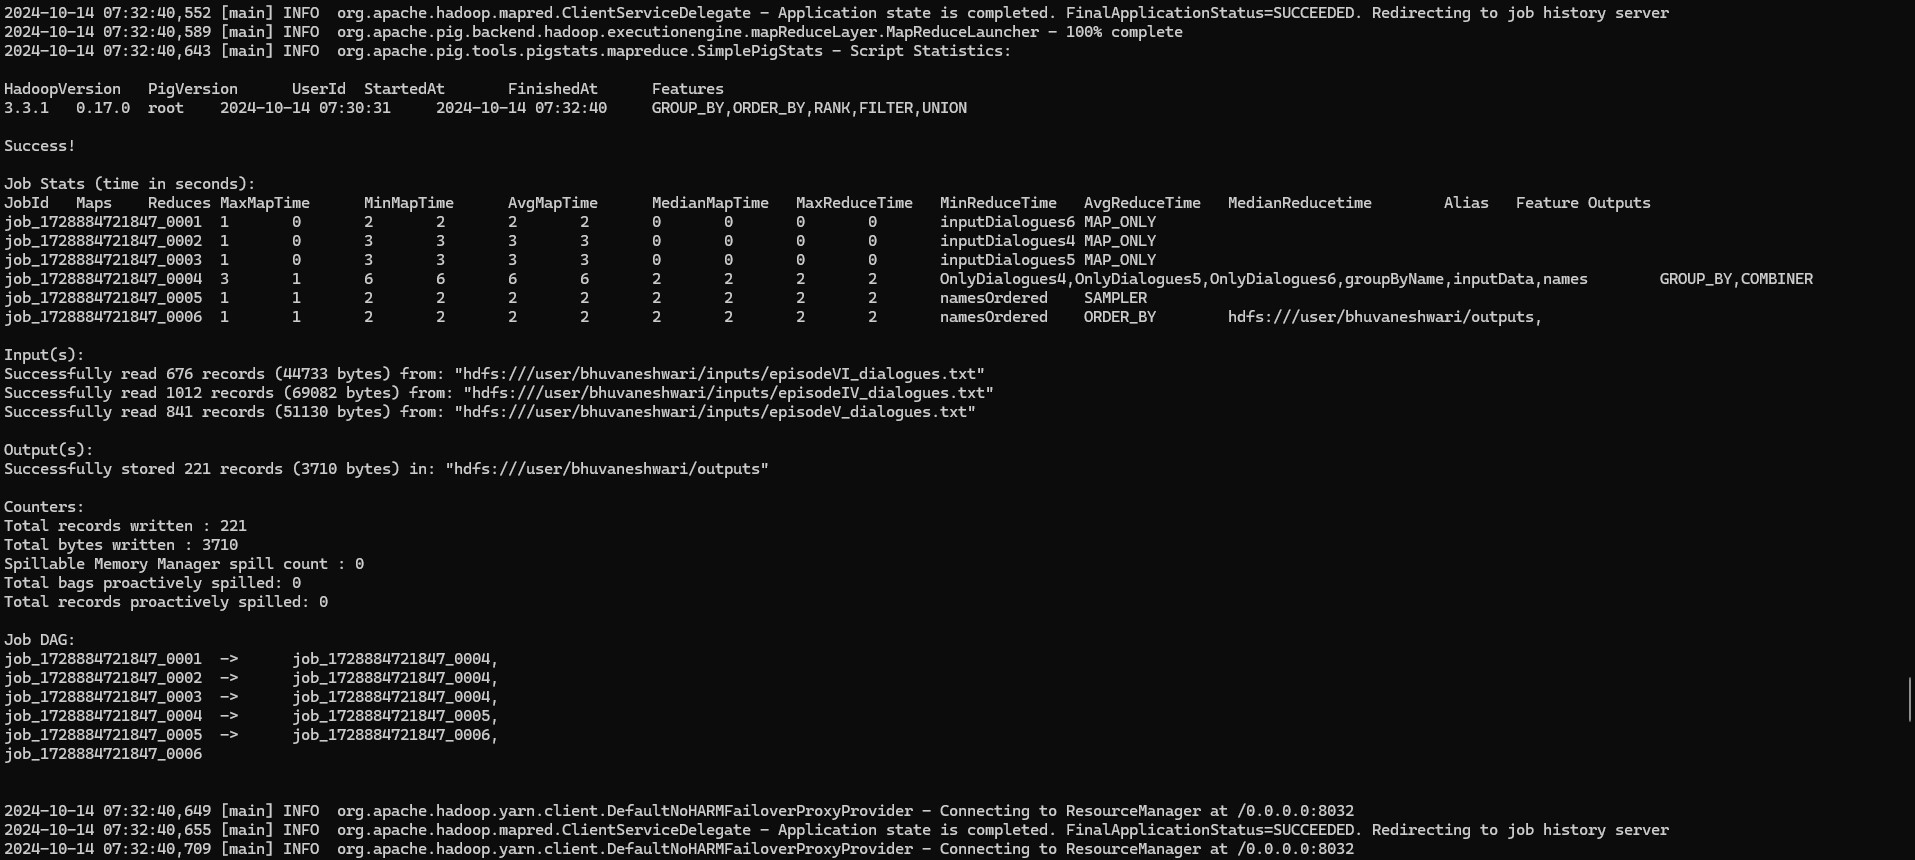 2024-10-14 07:32:40,552 [main] INFO  org.apache.hadoop.mapred.ClientServiceDelegate - Application state is completed. FinalApplicationStatus=SUCCEEDED. Redirecting to job history server
2024-10-14 07:32:40,589 [main] INFO  org.apache.pig.backend.hadoop.executionengine.mapReduceLayer.MapReduceLauncher - 100% complete
2024-10-14 07:32:40,643 [main] INFO  org.apache.pig.tools.pigstats.mapreduce.SimplePigStats - Script Statistics:

HadoopVersion   PigVersion      UserId  StartedAt       FinishedAt      Features
3.3.1   0.17.0  root    2024-10-14 07:30:31     2024-10-14 07:32:40     GROUP_BY,ORDER_BY,RANK,FILTER,UNION

Success!

Job Stats (time in seconds):
JobId   Maps    Reduces MaxMapTime      MinMapTime      AvgMapTime      MedianMapTime   MaxReduceTime   MinReduceTime   AvgReduceTime   MedianReducetime        Alias   Feature Outputs
job_1728884721847_0001  1       0       2       2       2       2       0       0       0       0       inputDialogues6 MAP_ONLY
job_1728884721847_0002  1       0       3       3       3       3       0       0       0       0       inputDialogues4 MAP_ONLY
job_1728884721847_0003  1       0       3       3       3       3       0       0       0       0       inputDialogues5 MAP_ONLY
job_1728884721847_0004  3       1       6       6       6       6       2       2       2       2       OnlyDialogues4,OnlyDialogues5,OnlyDialogues6,groupByName,inputData,names        GROUP_BY,COMBINER
job_1728884721847_0005  1       1       2       2       2       2       2       2       2       2       namesOrdered    SAMPLER
job_1728884721847_0006  1       1       2       2       2       2       2       2       2       2       namesOrdered    ORDER_BY        hdfs:///user/bhuvaneshwari/outputs,

Input(s):
Successfully read 676 records (44733 bytes) from: "hdfs:///user/bhuvaneshwari/inputs/episodeVI_dialogues.txt"
Successfully read 1012 records (69082 bytes) from: "hdfs:///user/bhuvaneshwari/inputs/episodeIV_dialogues.txt"
Successfully read 841 records (51130 bytes) from: "hdfs:///user/bhuvaneshwari/inputs/episodeV_dialogues.txt"

Output(s):
Successfully stored 221 records (3710 bytes) in: "hdfs:///user/bhuvaneshwari/outputs"

Counters:
Total records written : 221
Total bytes written : 3710
Spillable Memory Manager spill count : 0
Total bags proactively spilled: 0
Total records proactively spilled: 0

Job DAG:
job_1728884721847_0001  ->      job_1728884721847_0004,
job_1728884721847_0002  ->      job_1728884721847_0004,
job_1728884721847_0003  ->      job_1728884721847_0004,
job_1728884721847_0004  ->      job_1728884721847_0005,
job_1728884721847_0005  ->      job_1728884721847_0006,
job_1728884721847_0006

2024-10-14 07:32:40,649 [main] INFO  org.apache.hadoop.yarn.client.DefaultNoHARMFailoverProxyProvider - Connecting to ResourceManager at /0.0.0.0:8032
2024-10-14 07:32:40,655 [main] INFO  org.apache.hadoop.mapred.ClientServiceDelegate - Application state is completed. FinalApplicationStatus=SUCCEEDED. Redirecting to job history server
2024-10-14 07:32:40,709 [main] INFO  org.apache.hadoop.yarn.client.DefaultNoHARMFailoverProxyProvider - Connecting to ResourceManager at /0.0.0.0:8032